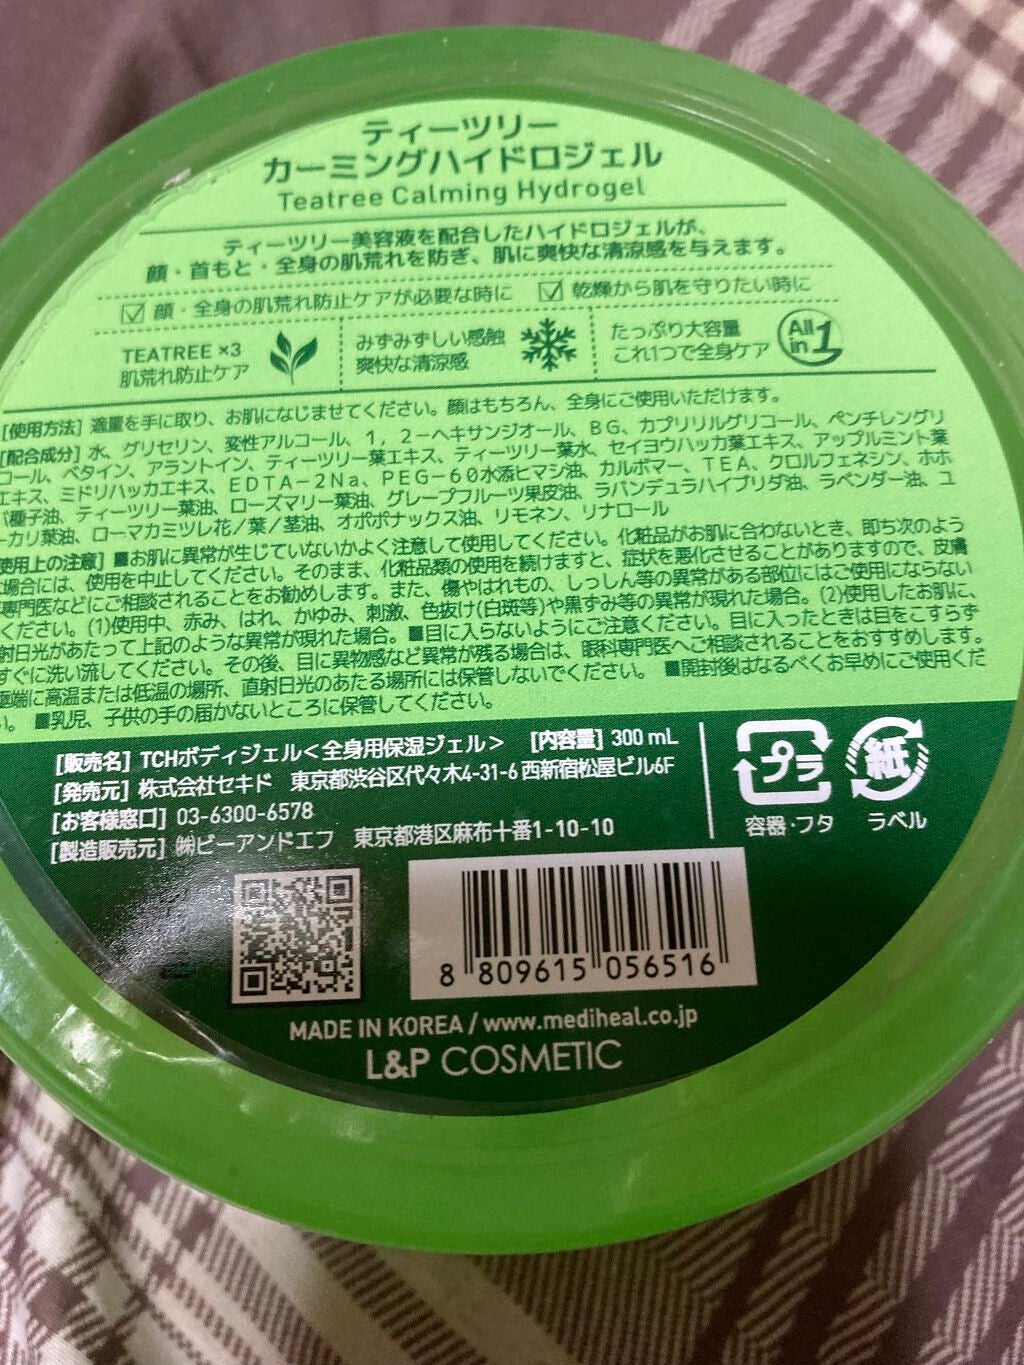 ティーツリー
カーミングハイドロジェル
Teatree Calming Hydrogel
ティーツリー美容液を配合したハイドロジェルが、
顔・首もと・全身の肌荒れを防ぎ、肌に爽快な清涼感を与えます。
顔・全身の肌荒れ防止ケアが必要な時に 乾燥から肌を守りたい時に
TEATREE ×3
肌荒れ防止ケア
みずみずしい感触
爽快な清涼感
たっぷり大容量
これ1つで全身ケア
All in 1
[使用方法] 適量を手に取り、お肌になじませてください。顔はもちろん、全身にご使用いただけます。
[配合成分] 水、グリセリン、変性アルコール、1，2－ヘキサンジオール、BG、カプリリルグリコール、ペンチレングリ
コール、ベタイン、アラントイン、ティーツリー葉エキス、ティーツリー葉水、セイヨウハッカ葉エキス、アップルミント葉
エキス、ミドリハッカエキス、EDTA－2Na、PEG－60水添ヒマシ油、カルボマー、TEA、クロルフェネシン、ホホ
バ種子油、ティーツリー葉油、ローズマリー葉油、グレープフルーツ果皮油、ラバンデュラハイブリダ油、ラベンダー油、ユ
ーカリ葉油、ローマカミツレ花／葉／茎油、オポポナックス油、リモネン、リナロール
使用上の注意] ■お肌に異常が生じていないかよく注意して使用してください。化粧品がお肌に合わないとき、即ち次のよう
な場合には、使用を中止してください。そのまま、化粧品類の使用を続けますと、症状を悪化させることがありますので、皮膚
専門医などにご相談されることをお勧めします。また、傷やはれもの、しっしん等の異常がある部位にはご使用にならない
ください。(1)使用中、赤み、はれ、かゆみ、刺激、色抜け(白斑等)や黒ずみ等の異常が現れた場合。(2)使用したお肌に、
射日光があたって上記のような異常が現れた場合。■目に入らないようにご注意ください。目に入ったときは目をこすらず
すぐに洗い流してください。その後、目に異物感など異常が残る場合は、眼科専門医へご相談されることをおすすめします。
極端に高温または低温の場所、直射日光のあたる場所には保管しないでください。 ■開封後はなるべくお早めにご使用くだ
い。 ■乳児、子供の手の届かないところに保管してください。
[販売名] TCHボディジェル＜全身用保湿ジェル＞ [内容量] 300 mL
[発売元] 株式会社セキド 東京都渋谷区代々木4-31-6 西新宿松屋ビル6F
[お客様窓口] 03-6300-6578
[製造販売元] ㈱ビーアンドエフ 東京都港区麻布十番1-10-10
プラ
容器・フタ
紙
ラベル
8 809615 056516
MADE IN KOREA / www.mediheal.co.jp
L&P COSMETIC